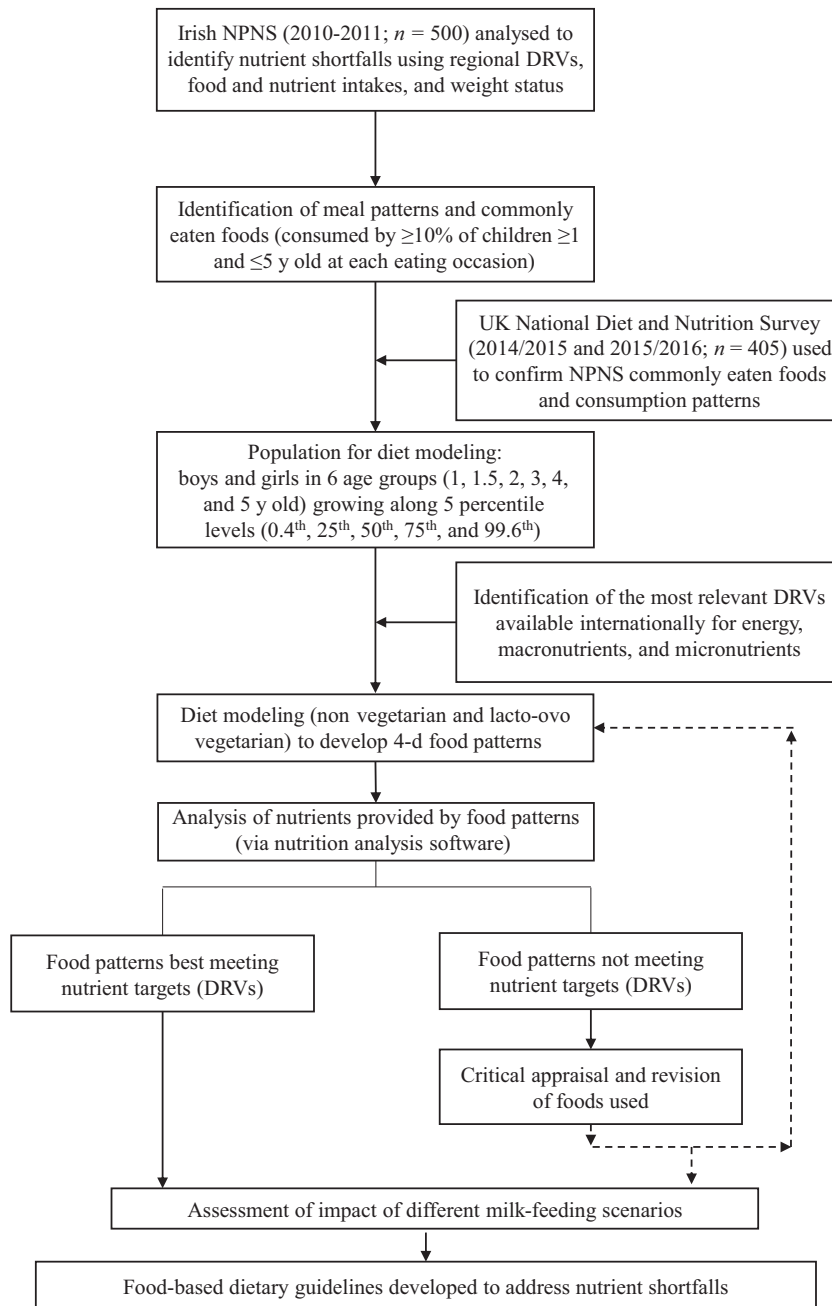 Irish NPNS (2010-2011; n = 500) analysed to
identify nutrient shortfalls using regional DRVs,
food and nutrient intakes, and weight status
Identification of meal patterns and commonly
eaten foods (consumed by ≥10% of children ≥1
and ≤5 y old at each eating occasion)
UK National Diet and Nutrition Survey
(2014/2015 and 2015/2016; n = 405) used
to confirm NPNS commonly eaten foods
and consumption patterns
Population for diet modeling:
boys and girls in 6 age groups (1, 1.5, 2, 3, 4,
and 5 y old) growing along 5 percentile
levels (0.4th, 25th, 50th, 75th, and 99.6th)
Identification of the most relevant DRVs
available internationally for energy,
macronutrients, and micronutrients
Diet modeling (non vegetarian and lacto-ovo
vegetarian) to develop 4-d food patterns
Analysis of nutrients provided by food patterns
(via nutrition analysis software)
Food patterns best meeting
nutrient targets (DRVs)
Food patterns not meeting
nutrient targets (DRVs)
Critical appraisal and revision
of foods used
Assessment of impact of different milk-feeding scenarios
Food-based dietary guidelines developed to address nutrient shortfalls